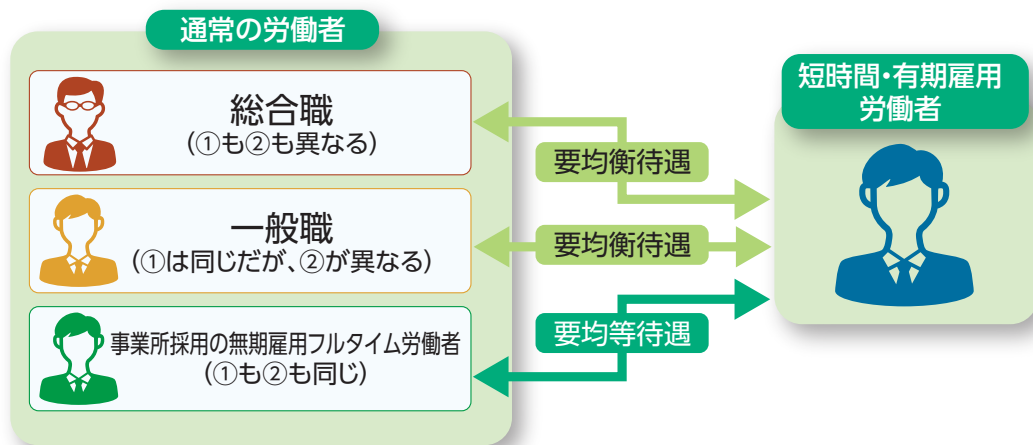 通常の労働者
総合職
（①も②も異なる）
一般職
（①は同じだが、②が異なる）
事業所採用の無期雇用フルタイム労働者
（①も②も同じ）
要均衡待遇
要均衡待遇
要均等待遇
短時間・有期雇用
労働者